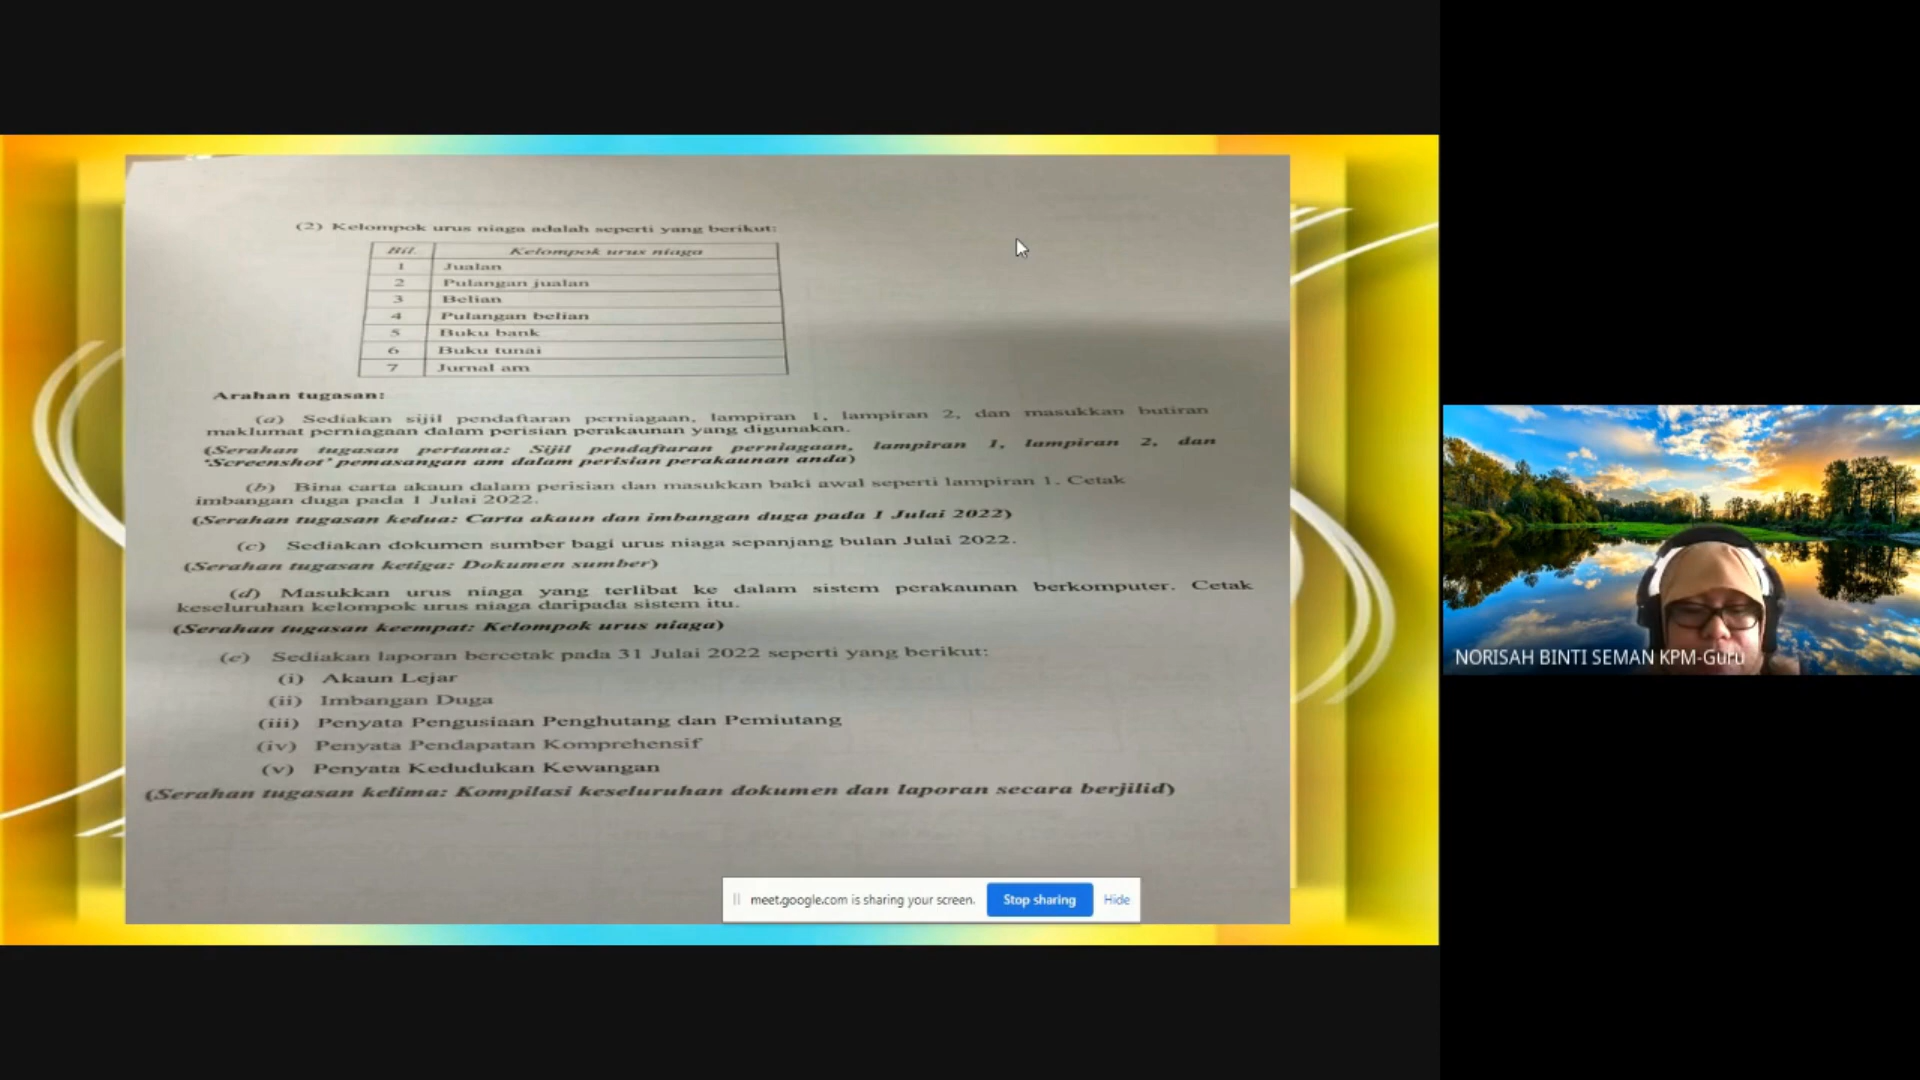 (2) Kelompok urus niaga adalah seperti yang berikut:
Bil. Kelompok urus niaga
1 Jualan
2 Pulangan jualan
3 Belian
4 Pulangan belian
5 Buku bank
6 Buku tunai
7 Jurnal am
Arahan tugasan:
(a) Sediakan sijil pendaftaran perniagaan, lampiran 1, lampiran 2, dan masukkan butiran
maklumat perniagaan dalam perisian perakaunan yang digunakan.
(Serahan tugasan pertama: Sijil pendaftaran perniagaan, lampiran 1, lampiran 2, dan
'Screenshot' pemasangan am dalam perisian perakaunan anda)
(b) Bina carta akaun dalam perisian dan masukkan baki awal seperti lampiran 1. Cetak
imbangan duga pada 1 Julai 2022.
(Serahan tugasan kedua: Carta akaun dan imbangan duga pada 1 Julai 2022)
(c) Sediakan dokumen sumber bagi urus niaga sepanjang bulan Julai 2022.
(Serahan tugasan ketiga: Dokumen sumber)
(d) Masukkan urus niaga yang terlibat ke dalam sistem perakaunan berkomputer. Cetak
keseluruhan kelompok urus niaga daripada sistem itu.
(Serahan tugasan keempat: Kelompok urus niaga)
(e) Sediakan laporan bercetak pada 31 Julai 2022 seperti yang berikut:
(i) Akaun Lejar
(ii) Imbangan Duga
(iii) Penyata Pengusiaan Penghutang dan Pemiutang
(iv) Penyata Pendapatan Komprehensif
(v) Penyata Kedudukan Kewangan
(Serahan tugasan kelima: Kompilasi keseluruhan dokumen dan laporan secara berjilid)
meet.google.com is sharing your screen. Stop sharing Hide
NORISAH BINTI SEMAN KPM-Guru